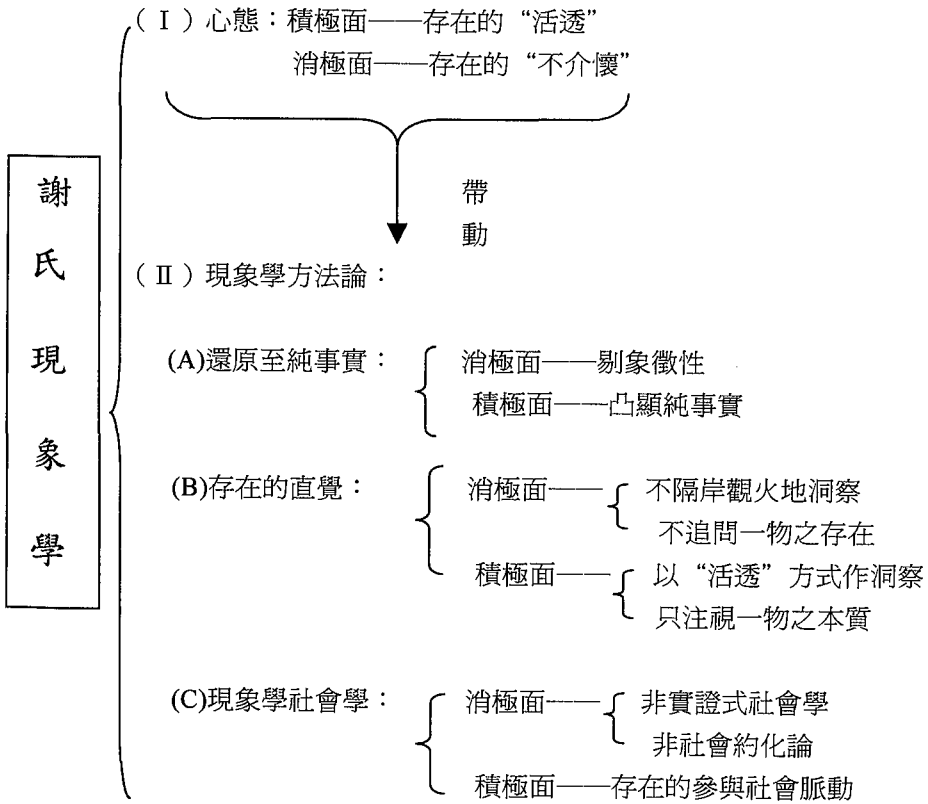 謝氏現象學
（Ⅰ）心態：積極面——存在的“活透”
消極面——存在的“不介懷”
帶動
（Ⅱ）現象學方法論：
(A)還原至純事實：
消極面——剔象徵性
積極面——凸顯純事實
(B)存在的直覺：
消極面——
不隔岸觀火地洞察
不追問一物之存在
積極面——
以“活透”方式作洞察
只注視一物之本質
(C)現象學社會學：
消極面——
非實證式社會學
非社會約化論
積極面——存在的參與社會脈動